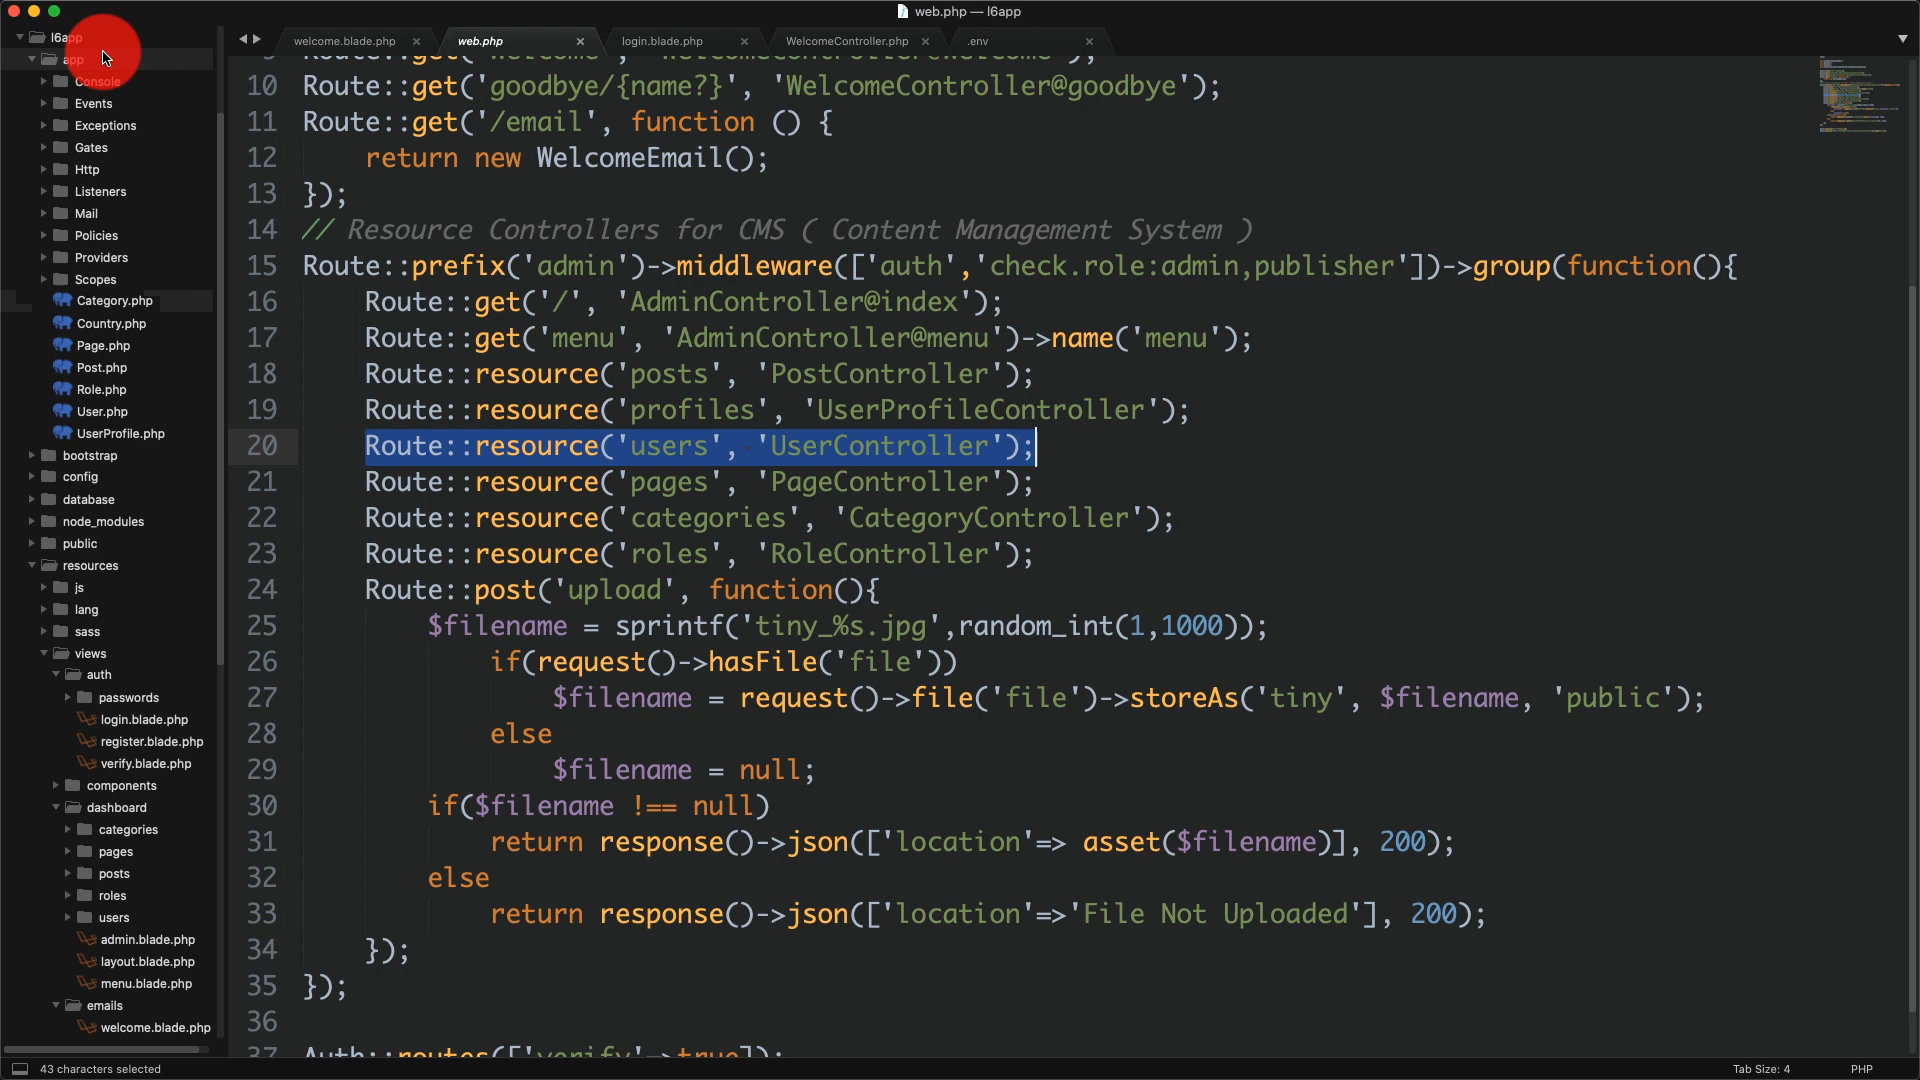 web.php — l6app
l6app
app
Console
Events
Exceptions
Gates
Http
Listeners
Mail
Policies
Providers
Scopes
Category.php
Country.php
Page.php
Post.php
Role.php
User.php
UserProfile.php
bootstrap
config
database
node_modules
public
resources
js
lang
sass
views
auth
passwords
login.blade.php
register.blade.php
verify.blade.php
components
dashboard
categories
pages
posts
roles
users
admin.blade.php
layout.blade.php
menu.blade.php
emails
welcome.blade.php
welcome.blade.php
web.php
login.blade.php
WelcomeController.php
.env
9 Route::get('welcome', 'WelcomeController@welcome');
10 Route::get('goodbye/{name?}', 'WelcomeController@goodbye');
11 Route::get('/email', function () {
12 return new WelcomeEmail();
13 });
14 // Resource Controllers for CMS ( Content Management System )
15 Route::prefix('admin')->middleware(['auth','check.role:admin,publisher'])->group(function(){
16 Route::get('/', 'AdminController@index');
17 Route::get('menu', 'AdminController@menu')->name('menu');
18 Route::resource('posts', 'PostController');
19 Route::resource('profiles', 'UserProfileController');
20 Route::resource('users', 'UserController');
21 Route::resource('pages', 'PageController');
22 Route::resource('categories', 'CategoryController');
23 Route::resource('roles', 'RoleController');
24 Route::post('upload', function(){
25 $filename = sprintf('tiny_%s.jpg',random_int(1,1000));
26 if(request()->hasFile('file'))
27 $filename = request()->file('file')->storeAs('tiny', $filename, 'public');
28 else
29 $filename = null;
30 if($filename !== null)
31 return response()->json(['location'=> asset($filename)], 200);
32 else
33 return response()->json(['location'=>'File Not Uploaded'], 200);
34 });
35 });
36
37 Auth::routes(['verify'=>true]);
43 characters selected
Tab Size: 4
PHP